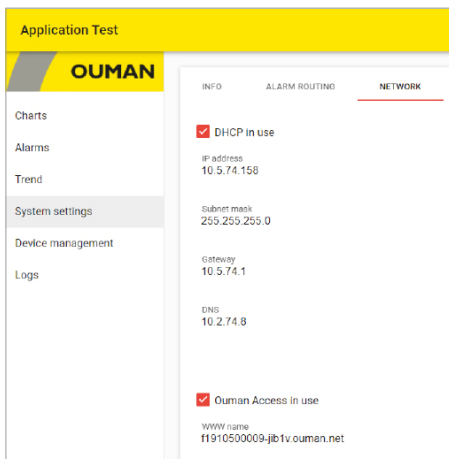 Application Test
OUMAN
Charts
Alarms
Trend
System settings
Device management
Logs
INFO ALARM ROUTING NETWORK
DHCP in use
IP address
10.5.74.158
Subnet mask
255.255.255.0
Gateway
10.5.74.1
DNS
10.2.74.8
Ouman Access in use
WWW name
f1910500009-jib1v.ouman.net